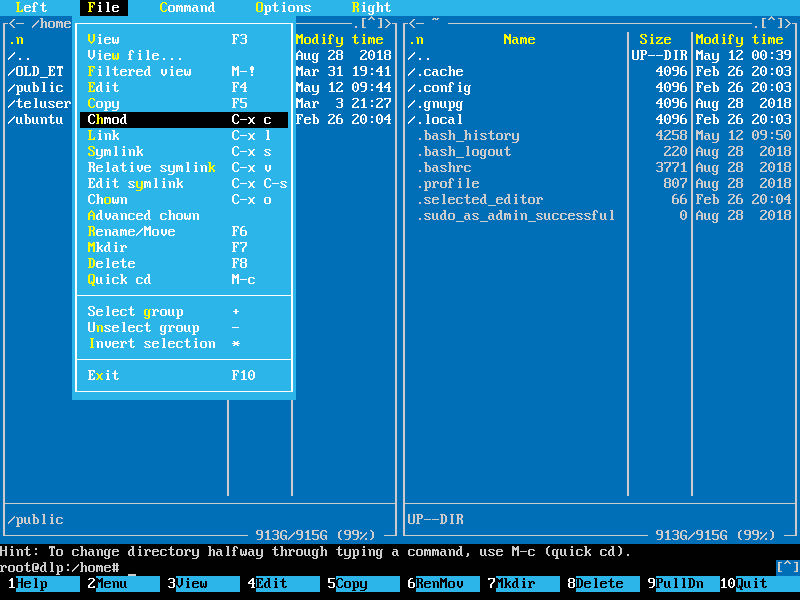 Left File Command Options Right
<- /home .[^]> <- ~ .[^]>
.n Modify time .n Name Size Modify time
/.. Aug 28 2018 /.. UP--DIR May 12 00:39
/OLD_ET Mar 31 19:41 /.cache 4096 Feb 26 20:03
/public May 12 09:44 /.config 4096 Feb 26 20:03
/teluser Mar 3 21:27 /.gnupg 4096 Aug 28 2018
/ubuntu Feb 26 20:04 /.local 4096 Feb 26 20:03
.bash_history 4258 May 12 09:50
.bash_logout 220 Aug 28 2018
.bashrc 3771 Aug 28 2018
.profile 807 Aug 28 2018
.selected_editor 66 Feb 26 20:04
.sudo_as_admin_successful 0 Aug 28 2018
View F3
View file...
Filtered view M-!
Edit F4
Copy F5
Chmod C-x c
Link C-x l
Symlink C-x s
Relative symlink C-x v
Edit symlink C-x C-s
Chown C-x o
Advanced chown
Rename/Move F6
Mkdir F7
Delete F8
Quick cd M-c
Select group +
Unselect group -
Invert selection *
Exit F10
/public UP--DIR
913G/915G (99%) 913G/915G (99%)
Hint: To change directory halfway through typing a command, use M-c (quick cd).
root@dlp:/home# _ [^]
1Help 2Menu 3View 4Edit 5Copy 6RenMov 7Mkdir 8Delete 9PullDn 10Quit